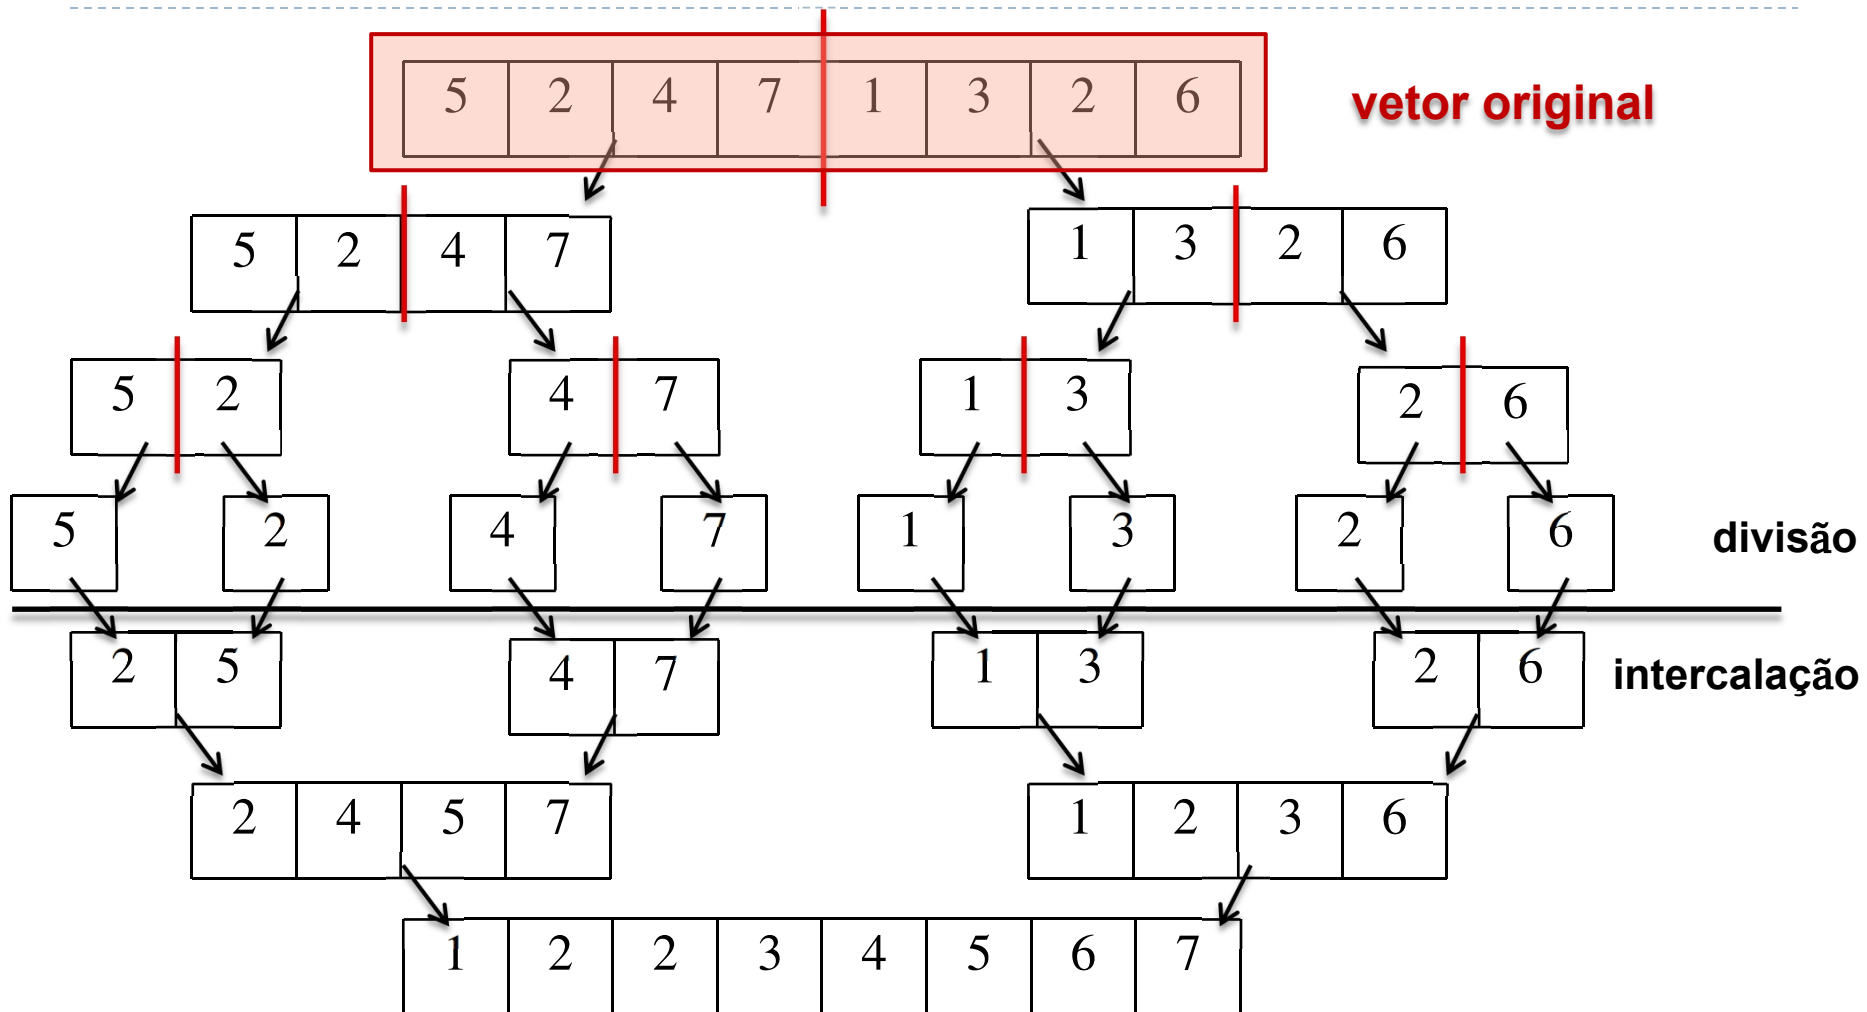 5 2 4 7 1 3 2 6 vetor original
5 2 4 7 1 3 2 6
5 2 4 7 1 3 2 6
5 2 4 7 1 3 2 6 divisão
2 5 4 7 1 3 2 6 intercalação
2 4 5 7 1 2 3 6
1 2 2 3 4 5 6 7